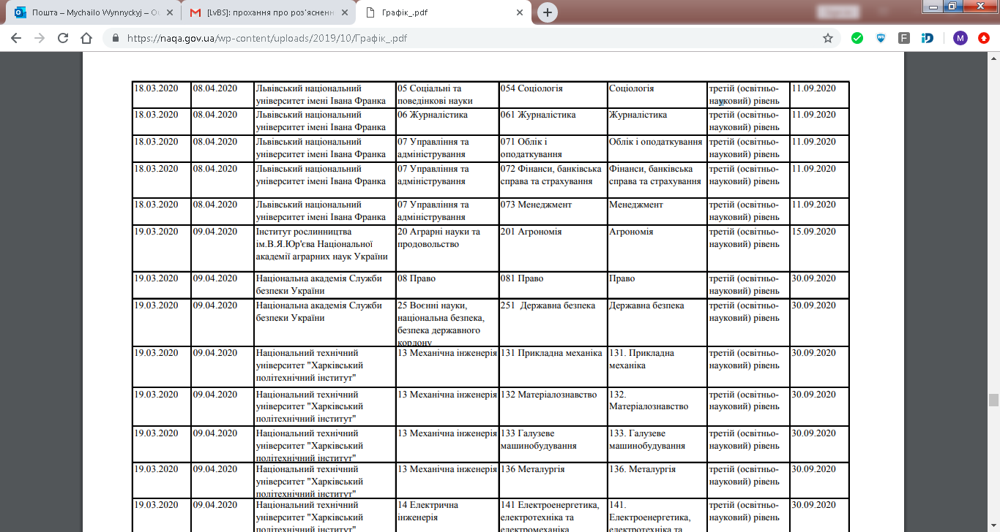 Пошта – Mychailo Wynnyckyj – Ou
[LvBS]: прохання про роз'ясненн
Графік_.pdf
https://naqa.gov.ua/wp-content/uploads/2019/10/Графік_.pdf
F
M
18.03.2020 08.04.2020 Львівський національний 05 Соціальні та 054 Соціологія Соціологія третій (освітньо- 11.09.2020
університет імені Івана Франка поведінкові науки науковий) рівень
18.03.2020 08.04.2020 Львівський національний 06 Журналістика 061 Журналістика Журналістика третій (освітньо- 11.09.2020
університет імені Івана Франка науковий) рівень
18.03.2020 08.04.2020 Львівський національний 07 Управління та 071 Облік і Облік і оподаткування третій (освітньо- 11.09.2020
університет імені Івана Франка адміністрування оподаткування науковий) рівень
18.03.2020 08.04.2020 Львівський національний 07 Управління та 072 Фінанси, банківська Фінанси, банківська третій (освітньо- 11.09.2020
університет імені Івана Франка адміністрування справа та страхування справа та страхування науковий) рівень
18.03.2020 08.04.2020 Львівський національний 07 Управління та 073 Менеджмент Менеджмент третій (освітньо- 11.09.2020
університет імені Івана Франка адміністрування науковий) рівень
19.03.2020 09.04.2020 Інститут рослинництва 20 Аграрні науки та 201 Агрономія Агрономія третій (освітньо- 15.09.2020
ім.В.Я.Юр'єва Національної продовольство науковий) рівень
академії аграрних наук України
19.03.2020 09.04.2020 Національна академія Служби 08 Право 081 Право Право третій (освітньо- 30.09.2020
безпеки України науковий) рівень
19.03.2020 09.04.2020 Національна академія Служби 25 Воєнні науки, 251 Державна безпека Державна безпека третій (освітньо- 30.09.2020
безпеки України національна безпека, науковий) рівень
безпека державного
кордону
19.03.2020 09.04.2020 Національний технічний 13 Механічна інженерія 131 Прикладна механіка 131. Прикладна третій (освітньо- 30.09.2020
університет "Харківський механіка науковий) рівень
політехнічний інститут"
19.03.2020 09.04.2020 Національний технічний 13 Механічна інженерія 132 Матеріалознавство 132. третій (освітньо- 30.09.2020
університет "Харківський Матеріалознавство науковий) рівень
політехнічний інститут"
19.03.2020 09.04.2020 Національний технічний 13 Механічна інженерія 133 Галузеве 133. Галузеве третій (освітньо- 30.09.2020
університет "Харківський машинобудування машинобудування науковий) рівень
політехнічний інститут"
19.03.2020 09.04.2020 Національний технічний 13 Механічна інженерія 136 Металургія 136. Металургія третій (освітньо- 30.09.2020
університет "Харківський науковий) рівень
політехнічний інститут"
19.03.2020 09.04.2020 Національний технічний 14 Електрична 141 Електроенергетика, 141. третій (освітньо- 30.09.2020
університет "Харківський інженерія електротехніка та Електроенергетика, науковий) рівень
політехнічний інститут" електромеханіка електротехніка та